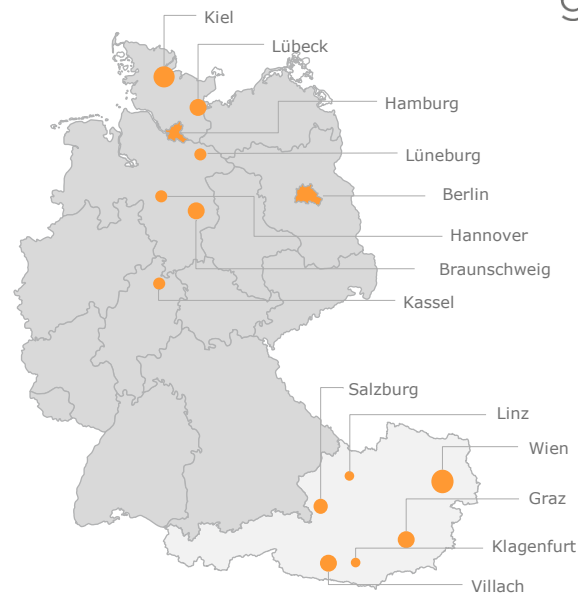 g
Kiel
Lübeck
Hamburg
Lüneburg
Berlin
Hannover
Braunschweig
Kassel
Salzburg
Linz
Wien
Graz
Klagenfurt
Villach